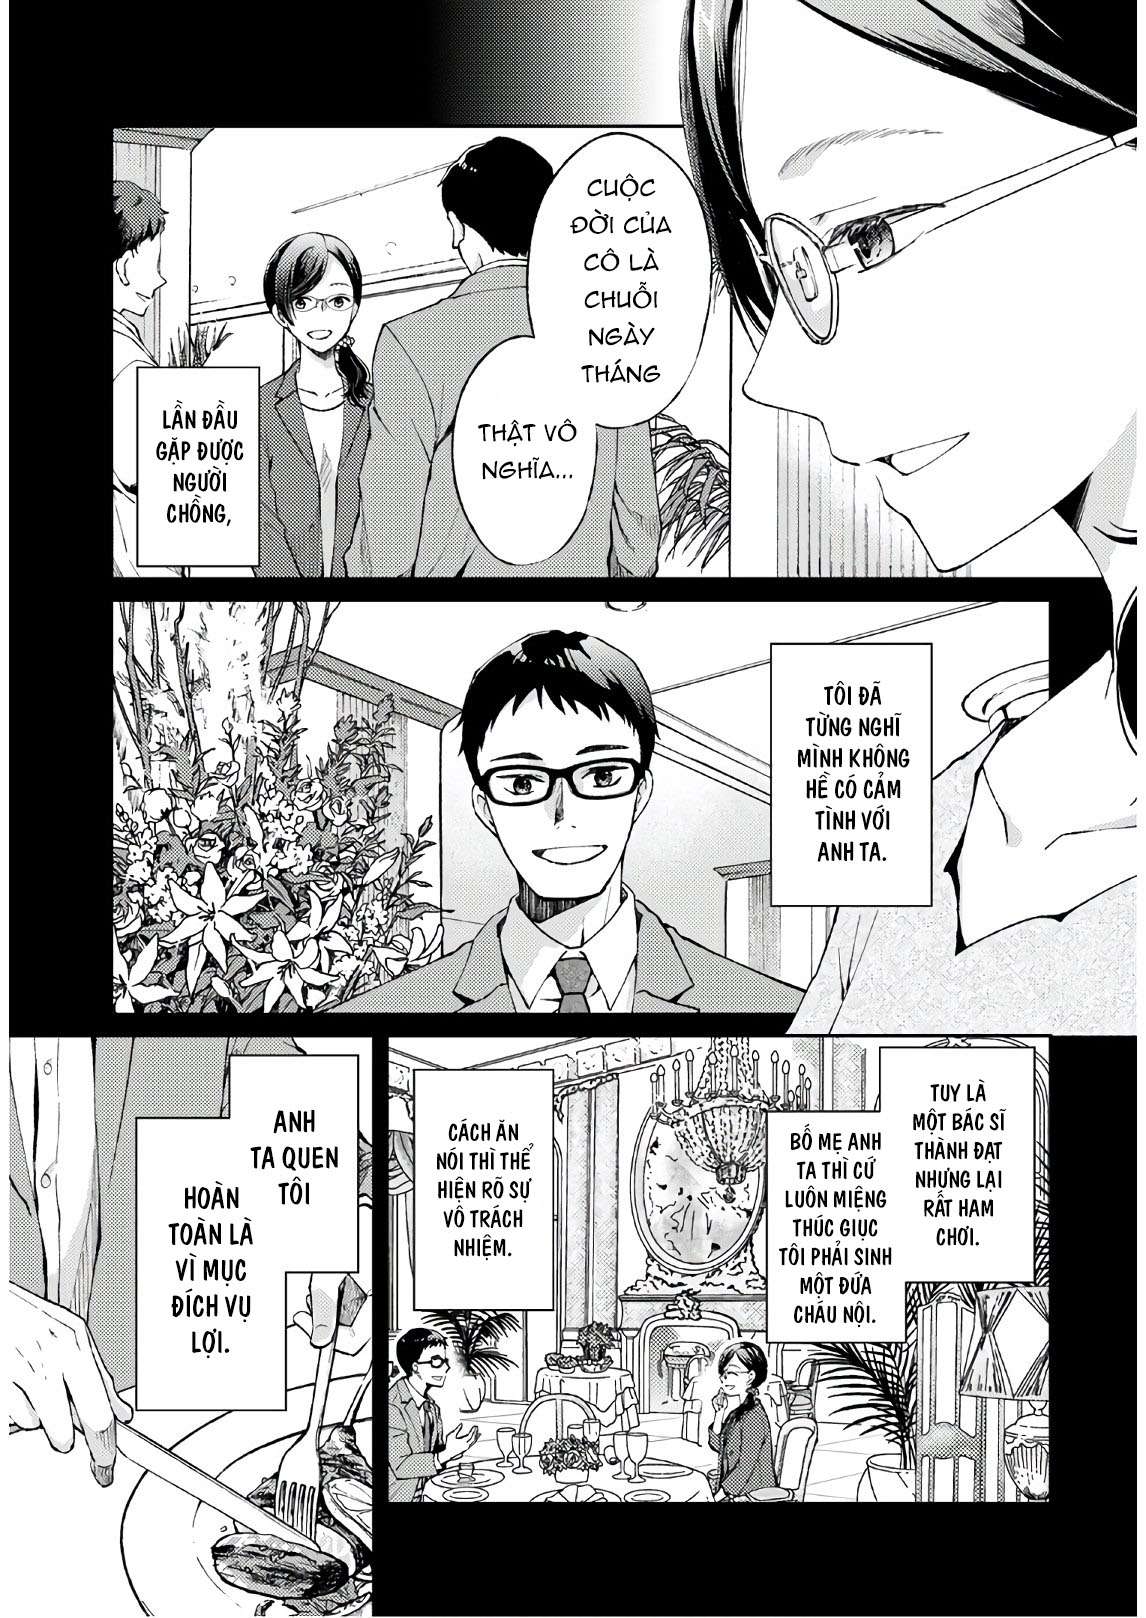 CUỘC
ĐỜI CỦA
CÔ LÀ
CHUỖI
NGÀY
THÁNG
THẬT VÔ
NGHĨA...
LẦN ĐẦU
GẶP ĐƯỢC
NGƯỜI
CHỒNG,
TÔI ĐÃ
TỪNG NGHĨ
MÌNH KHÔNG
HỀ CÓ CẢM
TÌNH VỚI
ANH TA.
TUY LÀ
MỘT BÁC SĨ
THÀNH ĐẠT
NHƯNG LẠI
RẤT HAM
CHƠI.
BỐ MẸ ANH
TA THÌ CỨ
LUÔN MIỆNG
THÚC GIỤC
TÔI PHẢI SINH
MỘT ĐỨA
CHÁU NỘI.
CÁCH ĂN
NÓI THÌ THỂ
HIỆN RÕ SỰ
VÔ TRÁCH
NHIỆM.
ANH
TA QUEN
TÔI
HOÀN
TOÀN LÀ
VÌ MỤC
ĐÍCH VỤ
LỢI.